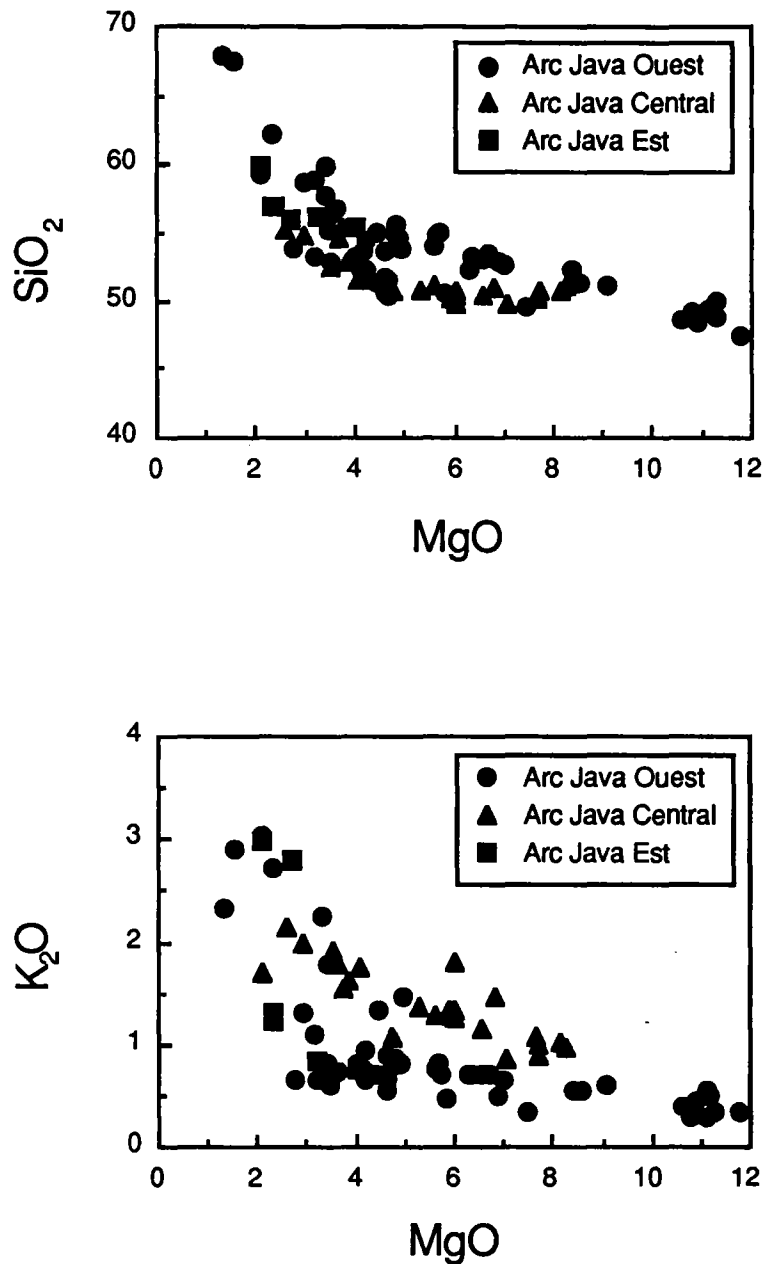 70
60
50
40
SiO2
Arc Java Ouest
Arc Java Central
Arc Java Est
0 2 4 6 8 10 12
MgO
4
3
2
1
0
K2O
Arc Java Ouest
Arc Java Central
Arc Java Est
0 2 4 6 8 10 12
MgO